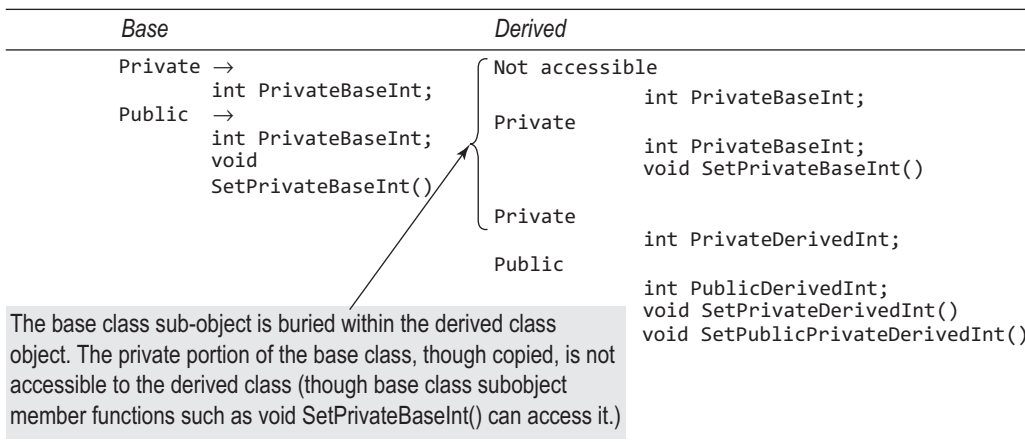 Base Derived
Private → Not accessible
int PrivateBaseInt; int PrivateBaseInt;
Public → Private
int PrivateBaseInt; int PrivateBaseInt;
void void SetPrivateBaseInt()
SetPrivateBaseInt()
Private
int PrivateDerivedInt;
Public
int PublicDerivedInt;
void SetPrivateDerivedInt()
void SetPublicPrivateDerivedInt()
The base class sub-object is buried within the derived class
object. The private portion of the base class, though copied, is not
accessible to the derived class (though base class subobject
member functions such as void SetPrivateBaseInt() can access it.)